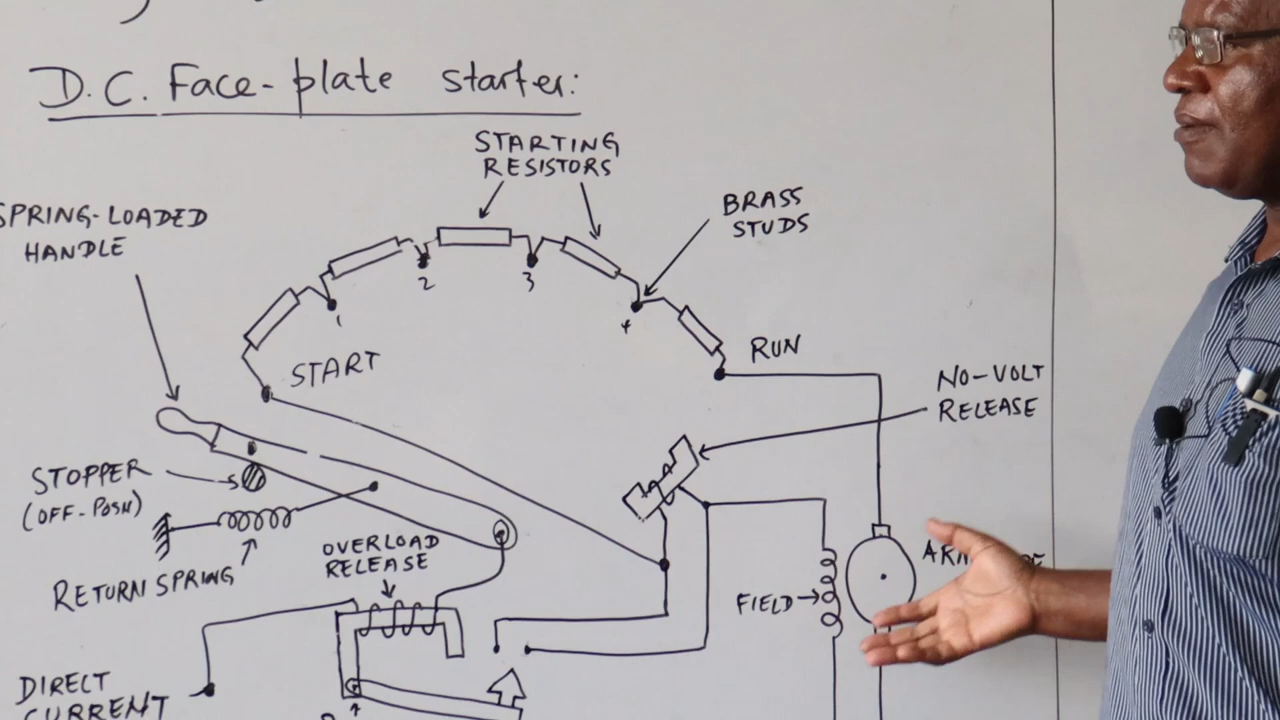 D.C. Face-plate starter:
STARTING
RESISTORS
BRASS
STUDS
SPRING-LOADED
HANDLE
1
2
3
4
START
RUN
NO-VOLT
RELEASE
STOPPER
(OFF-POSN)
RETURN SPRING
OVERLOAD
RELEASE
FIELD
DIRECT
CURRENT